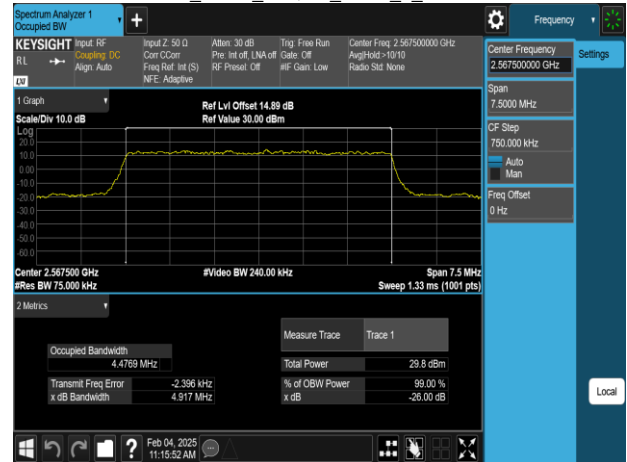 Spectrum Analyzer 1
Occupied BW
Frequency
KEYSIGHT
RL
LXI
Input: RF
Coupling: DC
Align: Auto
Input Z: 50 Ω
Corr CCorr
Freq Ref: Int (S)
NFE: Adaptive
Atten: 30 dB
Pre: Int off, LNA off
RF Presel: Off
Trig: Free Run
Gate: Off
#IF Gain: Low
Center Freq: 2.567500000 GHz
Avg|Hold:>10/10
Radio Std: None
Center Frequency
2.567500000 GHz
Settings
Span
7.5000 MHz
CF Step
750.000 kHz
Auto
Man
Freq Offset
0 Hz
1 Graph
Ref Lvl Offset 14.89 dB
Scale/Div 10.0 dB
Ref Value 30.00 dBm
Log
20.0
10.0
0.00
-10.0
-20.0
-30.0
-40.0
-50.0
-60.0
Center 2.567500 GHz
#Video BW 240.00 kHz
Span 7.5 MHz
#Res BW 75.000 kHz
Sweep 1.33 ms (1001 pts)
2 Metrics
Measure Trace
Trace 1
Occupied Bandwidth
4.4769 MHz
Total Power
29.8 dBm
Transmit Freq Error
-2.396 kHz
% of OBW Power
99.00 %
x dB Bandwidth
4.917 MHz
x dB
-26.00 dB
Local
Feb 04, 2025
11:15:52 AM